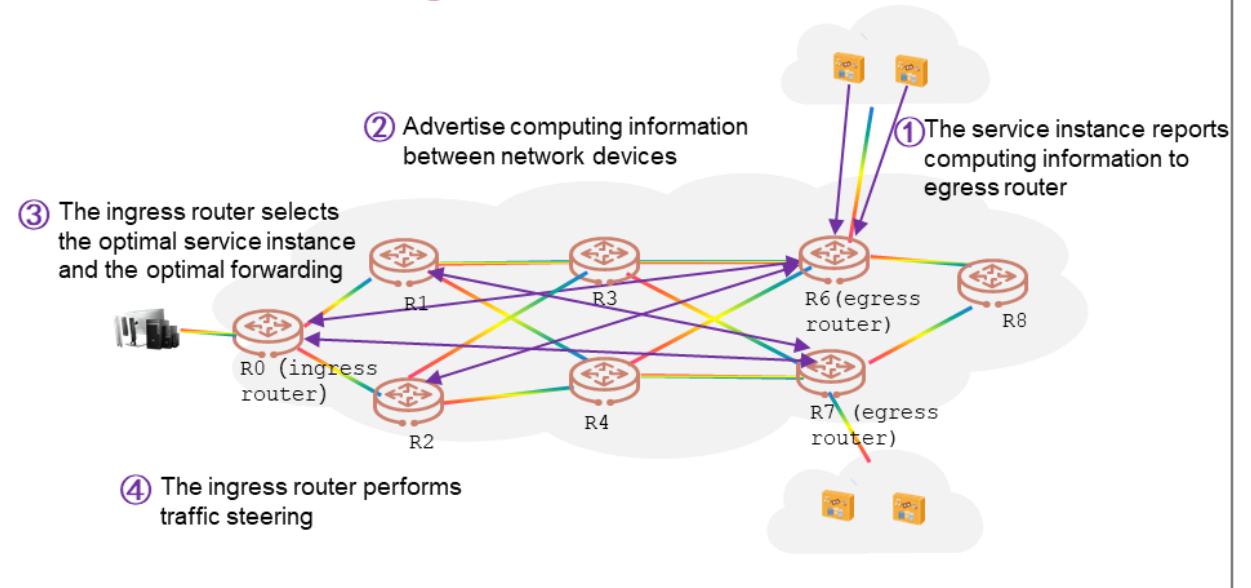 ① The service instance reports
computing information to
egress router
② Advertise computing information
between network devices
③ The ingress router selects
the optimal service instance
and the optimal forwarding
R1
R3
R6(egress
router)
R8
R0 (ingress
router)
R2
R4
R7 (egress
router)
④ The ingress router performs
traffic steering